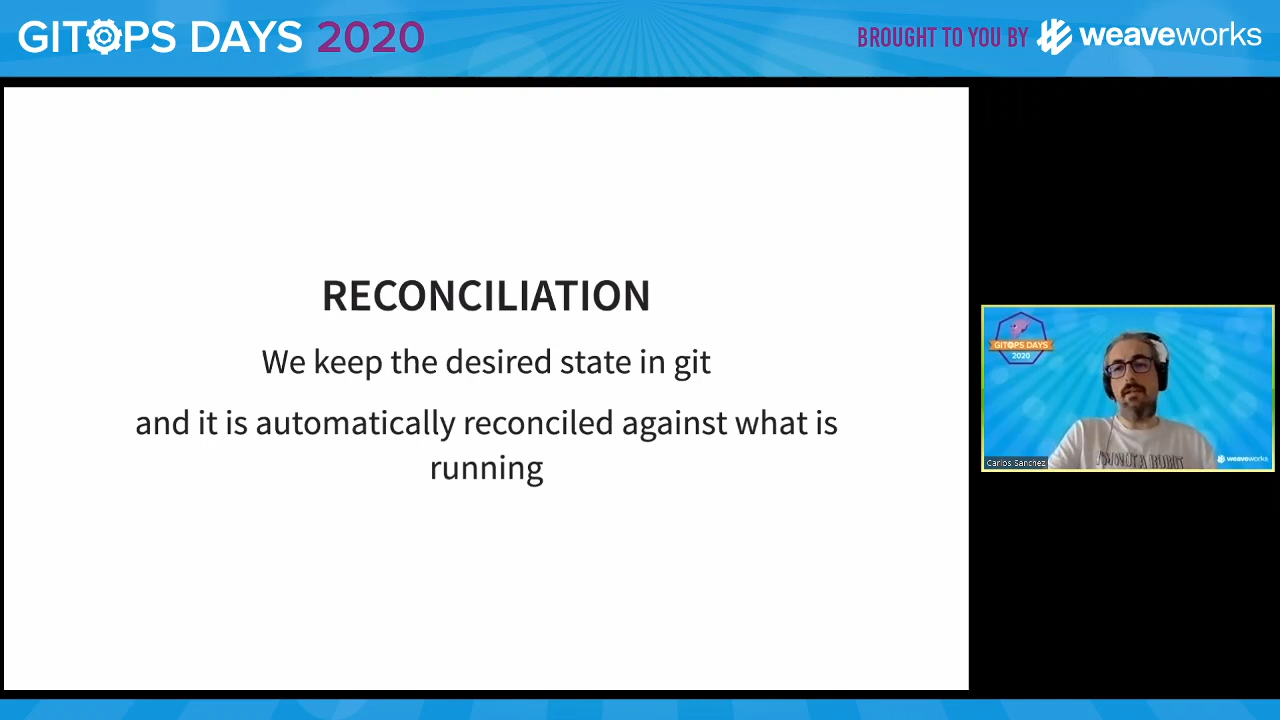 GITOPS DAYS 2020
BROUGHT TO YOU BY weaveworks
RECONCILIATION
We keep the desired state in git
and it is automatically reconciled against what is
running
GITOPS DAYS
2020
Carlos Sanchez
weaveworks